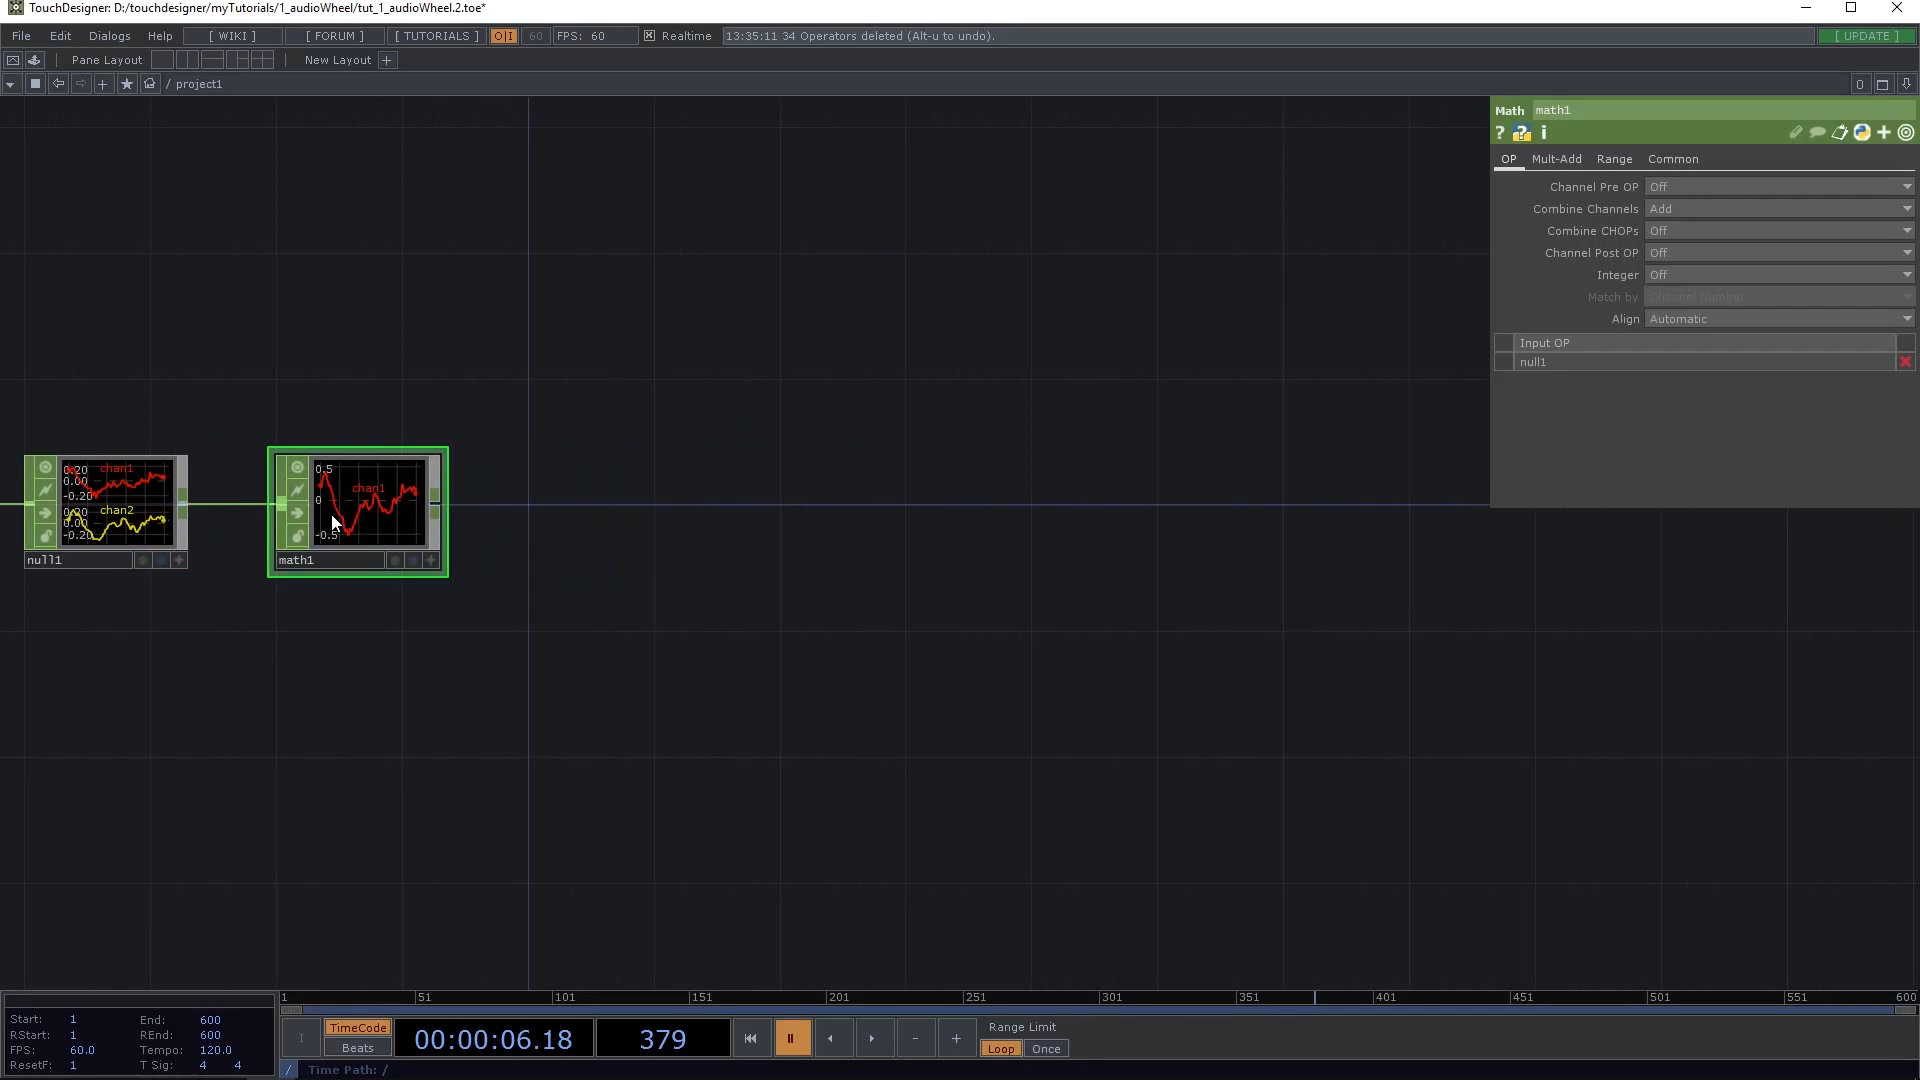 TouchDesigner: D:/touchdesigner/myTutorials/1_audioWheel/tut_1_audioWheel.2.toe*
File Edit Dialogs Help [ WIKI ] [ FORUM ] [ TUTORIALS ] O|I 60 FPS: 60 Realtime 13:35:11 34 Operators deleted (Alt-u to undo). [ UPDATE ]
Pane Layout New Layout +
/ project1 0
Math math1
? ? i
OP Mult-Add Range Common
Channel Pre OP Off
Combine Channels Add
Combine CHOPs Off
Channel Post OP Off
Integer Off
Match by Channel Number
Align Automatic
Input OP
null1
0.20 chan1
0.00
-0.20
0.20 chan2
0.00
-0.20
null1
0.5
chan1
0
-0.5
math1
1 51 101 151 201 251 301 351 401 451 501 551 600
Start: 1 End: 600
RStart: 1 REnd: 600
FPS: 60.0 Tempo: 120.0
ResetF: 1 T Sig: 4 4
I TimeCode Beats 00:00:06.18 379 - + Range Limit
Loop Once
/ Time Path: /